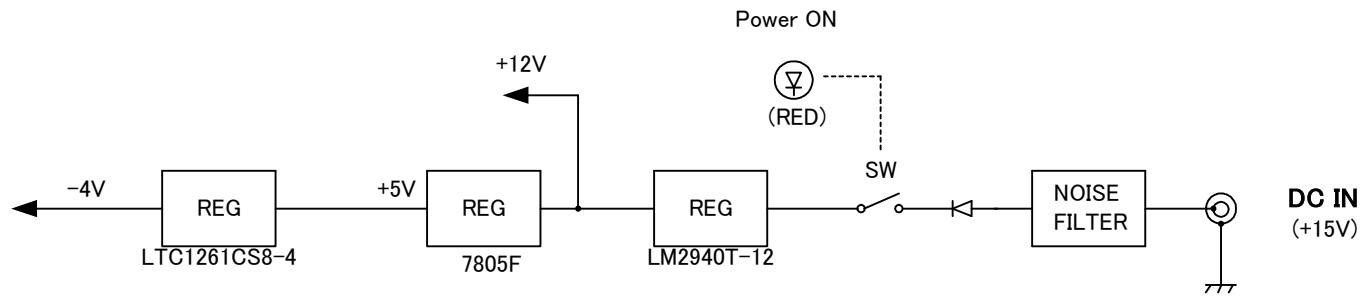 Power ON
+12V
(RED)
SW
-4V
REG
+5V
REG
REG
NOISE
FILTER
DC IN
(+15V)
LTC1261CS8-4
7805F
LM2940T-12